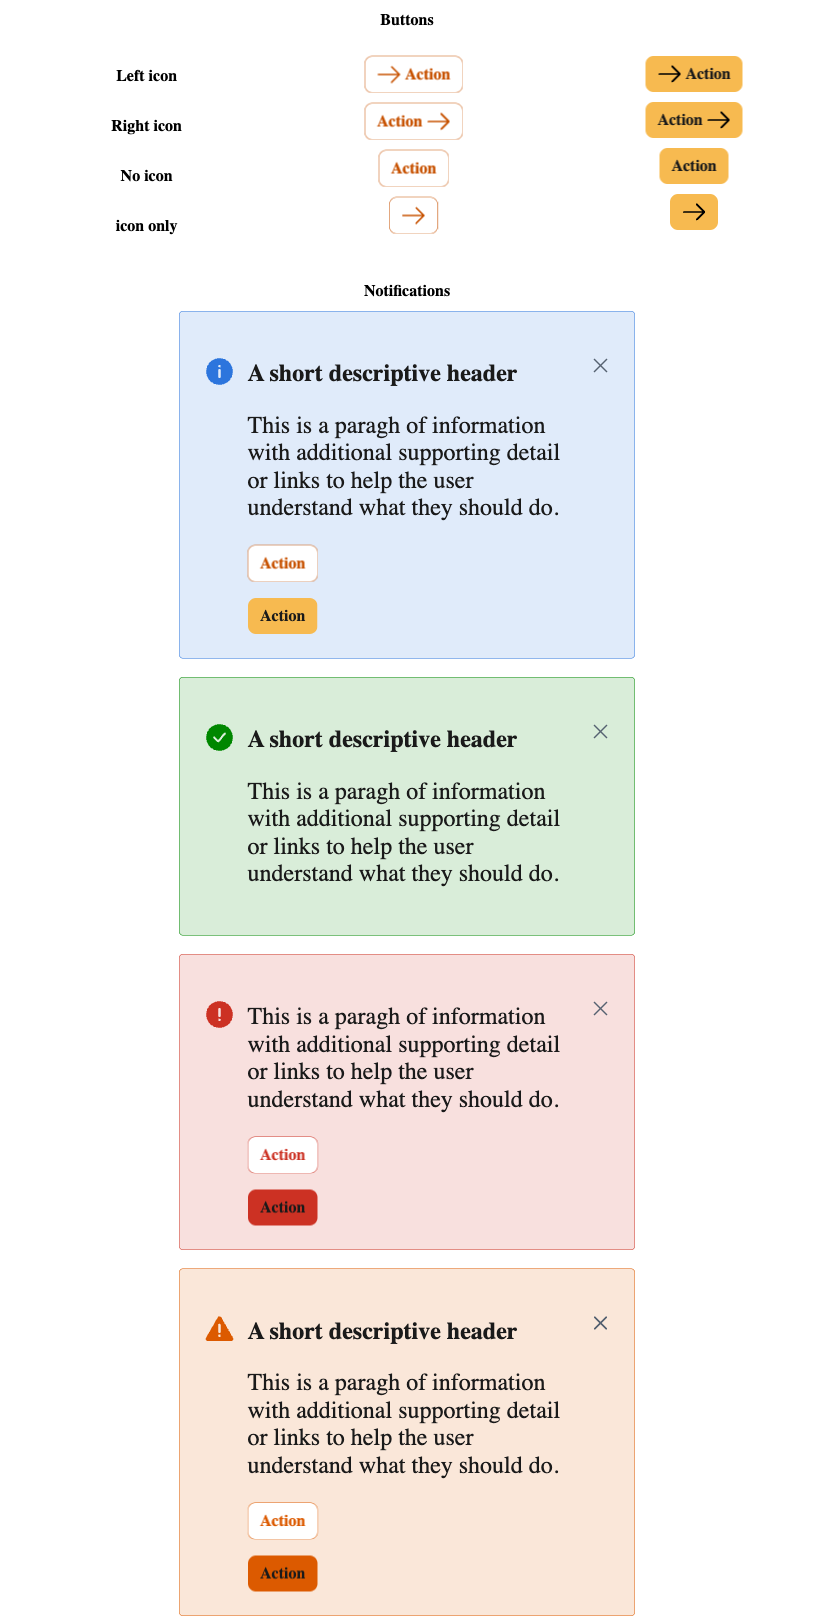 Buttons
Left icon
Action
Action
Right icon
Action
Action
No icon
Action
Action
icon only
Notifications
A short descriptive header
This is a paragh of information
with additional supporting detail
or links to help the user
understand what they should do.
Action
Action
A short descriptive header
This is a paragh of information
with additional supporting detail
or links to help the user
understand what they should do.
This is a paragh of information
with additional supporting detail
or links to help the user
understand what they should do.
Action
Action
A short descriptive header
This is a paragh of information
with additional supporting detail
or links to help the user
understand what they should do.
Action
Action